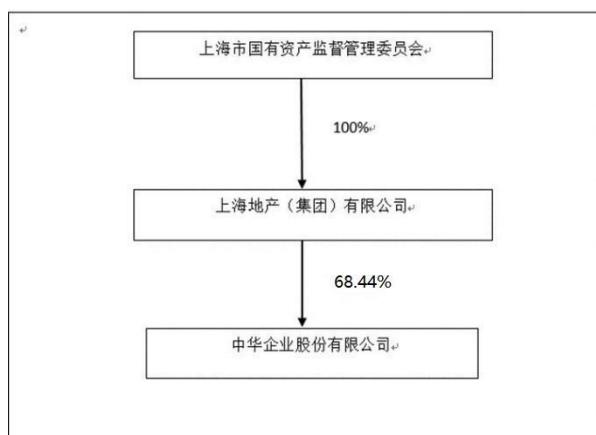 上海市国有资产监督管理委员会
100%
上海地产（集团）有限公司
68.44%
中华企业股份有限公司